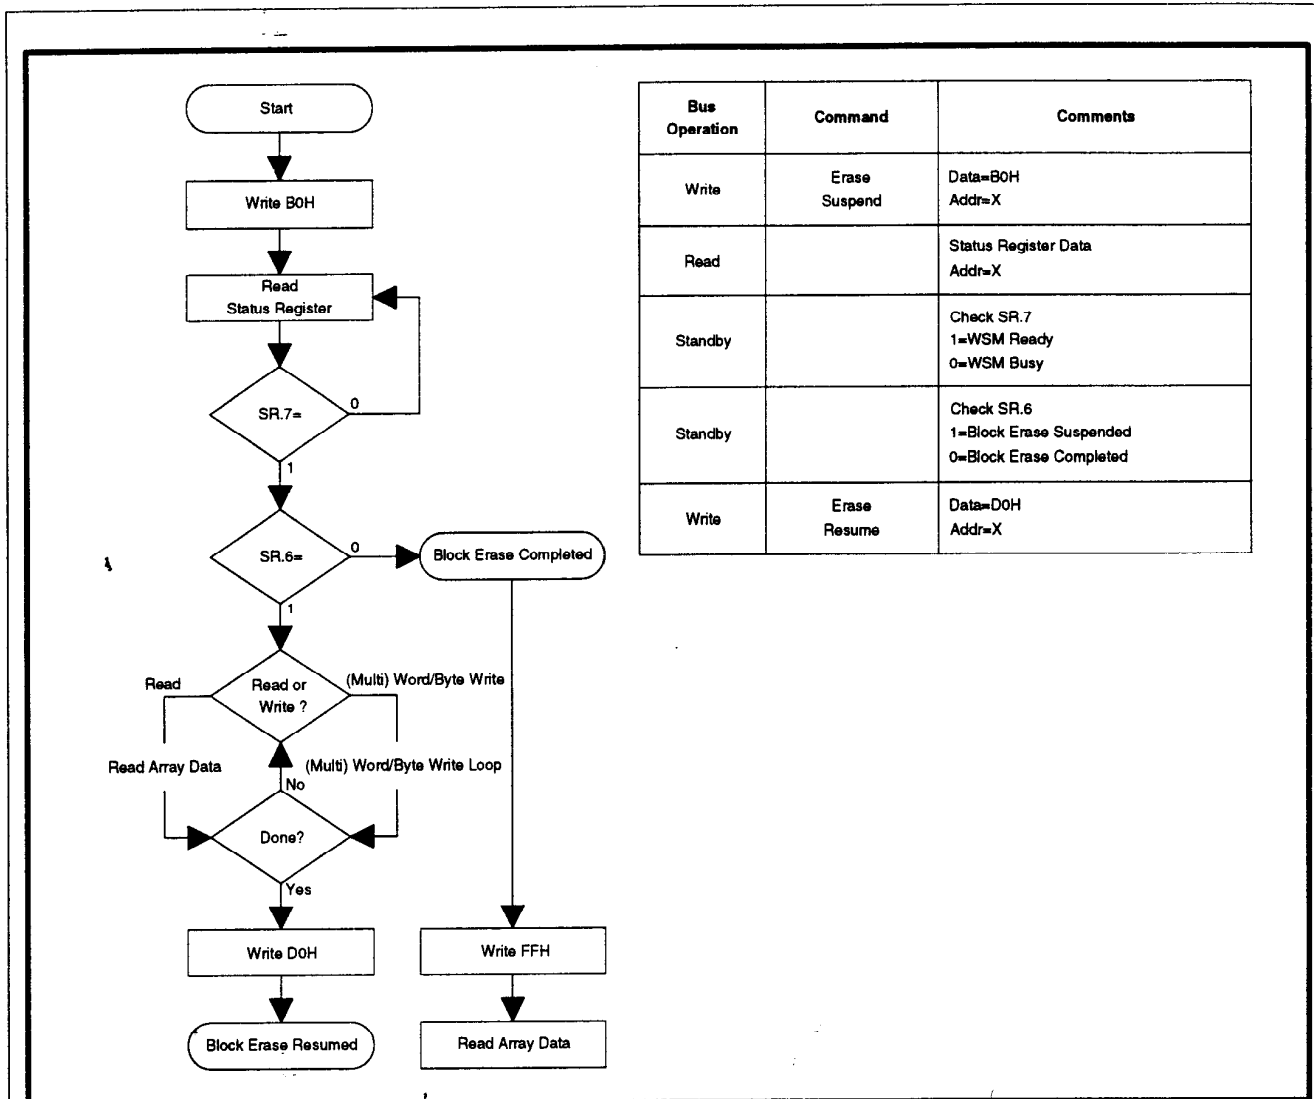 Start
Write B0H
Read
Status Register
SR.7=
0
1
SR.6=
0
Block Erase Completed
1
Read or
Write ?
Read
(Multi) Word/Byte Write
Read Array Data
(Multi) Word/Byte Write Loop
No
Done?
Yes
Write D0H
Write FFH
Block Erase Resumed
Read Array Data
Bus
Operation
Command
Comments
Write
Erase
Suspend
Data=B0H
Addr=X
Read
Status Register Data
Addr=X
Standby
Check SR.7
1=WSM Ready
0=WSM Busy
Standby
Check SR.6
1=Block Erase Suspended
0=Block Erase Completed
Write
Erase
Resume
Data=D0H
Addr=X